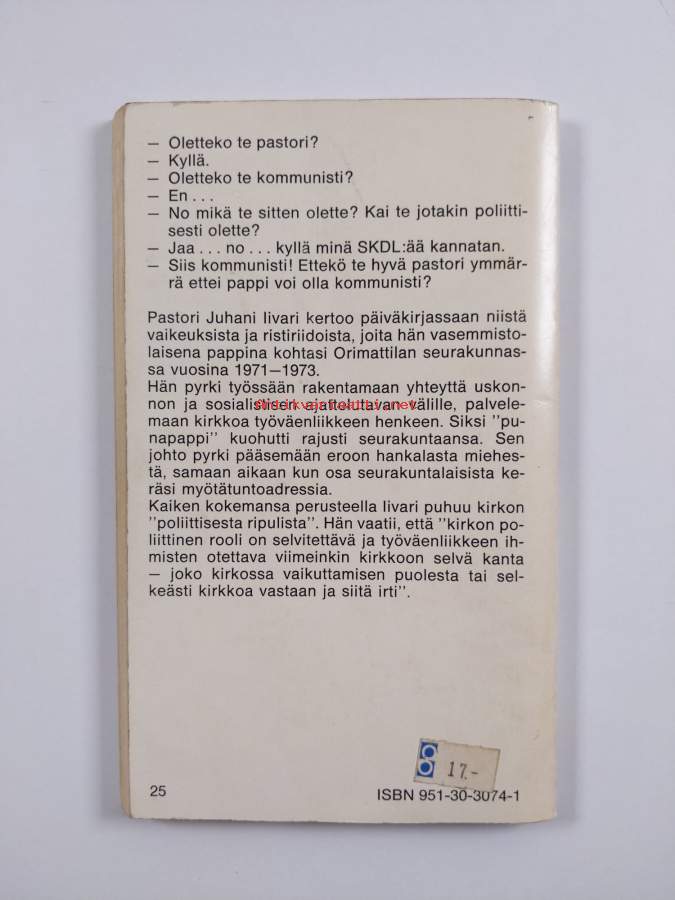 — Oletteko te pastori?
— Kyllä.
— Oletteko te kommunisti?
— En . . .
— No mikä te sitten olette? Kai te jotakin poliitti-
sesti olette?
— Jaa . . . no . . . kyllä minä SKDL:ää kannatan.
— Siis kommunisti! Ettekö te hyvä pastori ymmär-
rä ettei pappi voi olla kommunisti?
Pastori Juhani Iivari kertoo päiväkirjassaan niistä
vaikeuksista ja ristiriidoista, joita hän vasemmisto-
laisena pappina kohtasi Orimattilan seurakunnas-
sa vuosina 1971—1973.
Hän pyrki työssään rakentamaan yhteyttä uskon-
non ja sosialistisen ajattelutavan välille, palvele-
maan kirkkoa työväenliikkeen henkeen. Siksi "pu-
napappi" kuohutti rajusti seurakuntaansa. Sen
johto pyrki pääsemään eroon hankalasta miehes-
tä, samaan aikaan kun osa seurakuntalaisista ke-
räsi myötätuntoadressia.
Kaiken kokemansa perusteella Iivari puhuu kirkon
"poliittisesta ripulista". Hän vaatii, että "kirkon po-
liittinen rooli on selvitettävä ja työväenliikkeen ih-
misten otettava viimeinkin kirkkoon selvä kanta
— joko kirkossa vaikuttamisen puolesta tai sel-
keästi kirkkoa vastaan ja siitä irti".
17.-
25
ISBN 951-30-3074-1